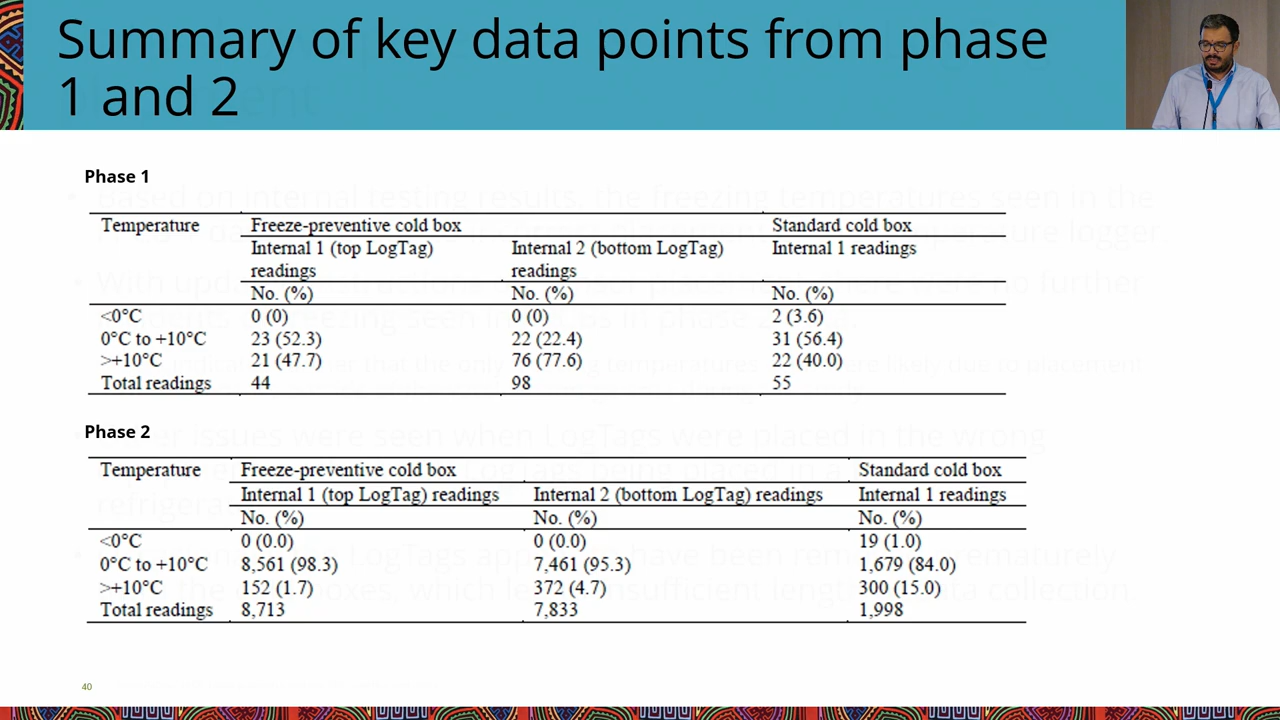 Summary of key data points from phase
1 and 2
Phase 1
Temperature Freeze-preventive cold box Standard cold box
Internal 1 (top LogTag) readings Internal 2 (bottom LogTag) readings Internal 1 readings
No. (%) No. (%) No. (%)
<0°C 0 (0) 0 (0) 2 (3.6)
0°C to +10°C 23 (52.3) 22 (22.4) 31 (56.4)
>+10°C 21 (47.7) 76 (77.6) 22 (40.0)
Total readings 44 98 55
Phase 2
Temperature Freeze-preventive cold box Standard cold box
Internal 1 (top LogTag) readings Internal 2 (bottom LogTag) readings Internal 1 readings
No. (%) No. (%) No. (%)
<0°C 0 (0.0) 0 (0.0) 19 (1.0)
0°C to +10°C 8,561 (98.3) 7,461 (95.3) 1,679 (84.0)
>+10°C 152 (1.7) 372 (4.7) 300 (15.0)
Total readings 8,713 7,833 1,998
40